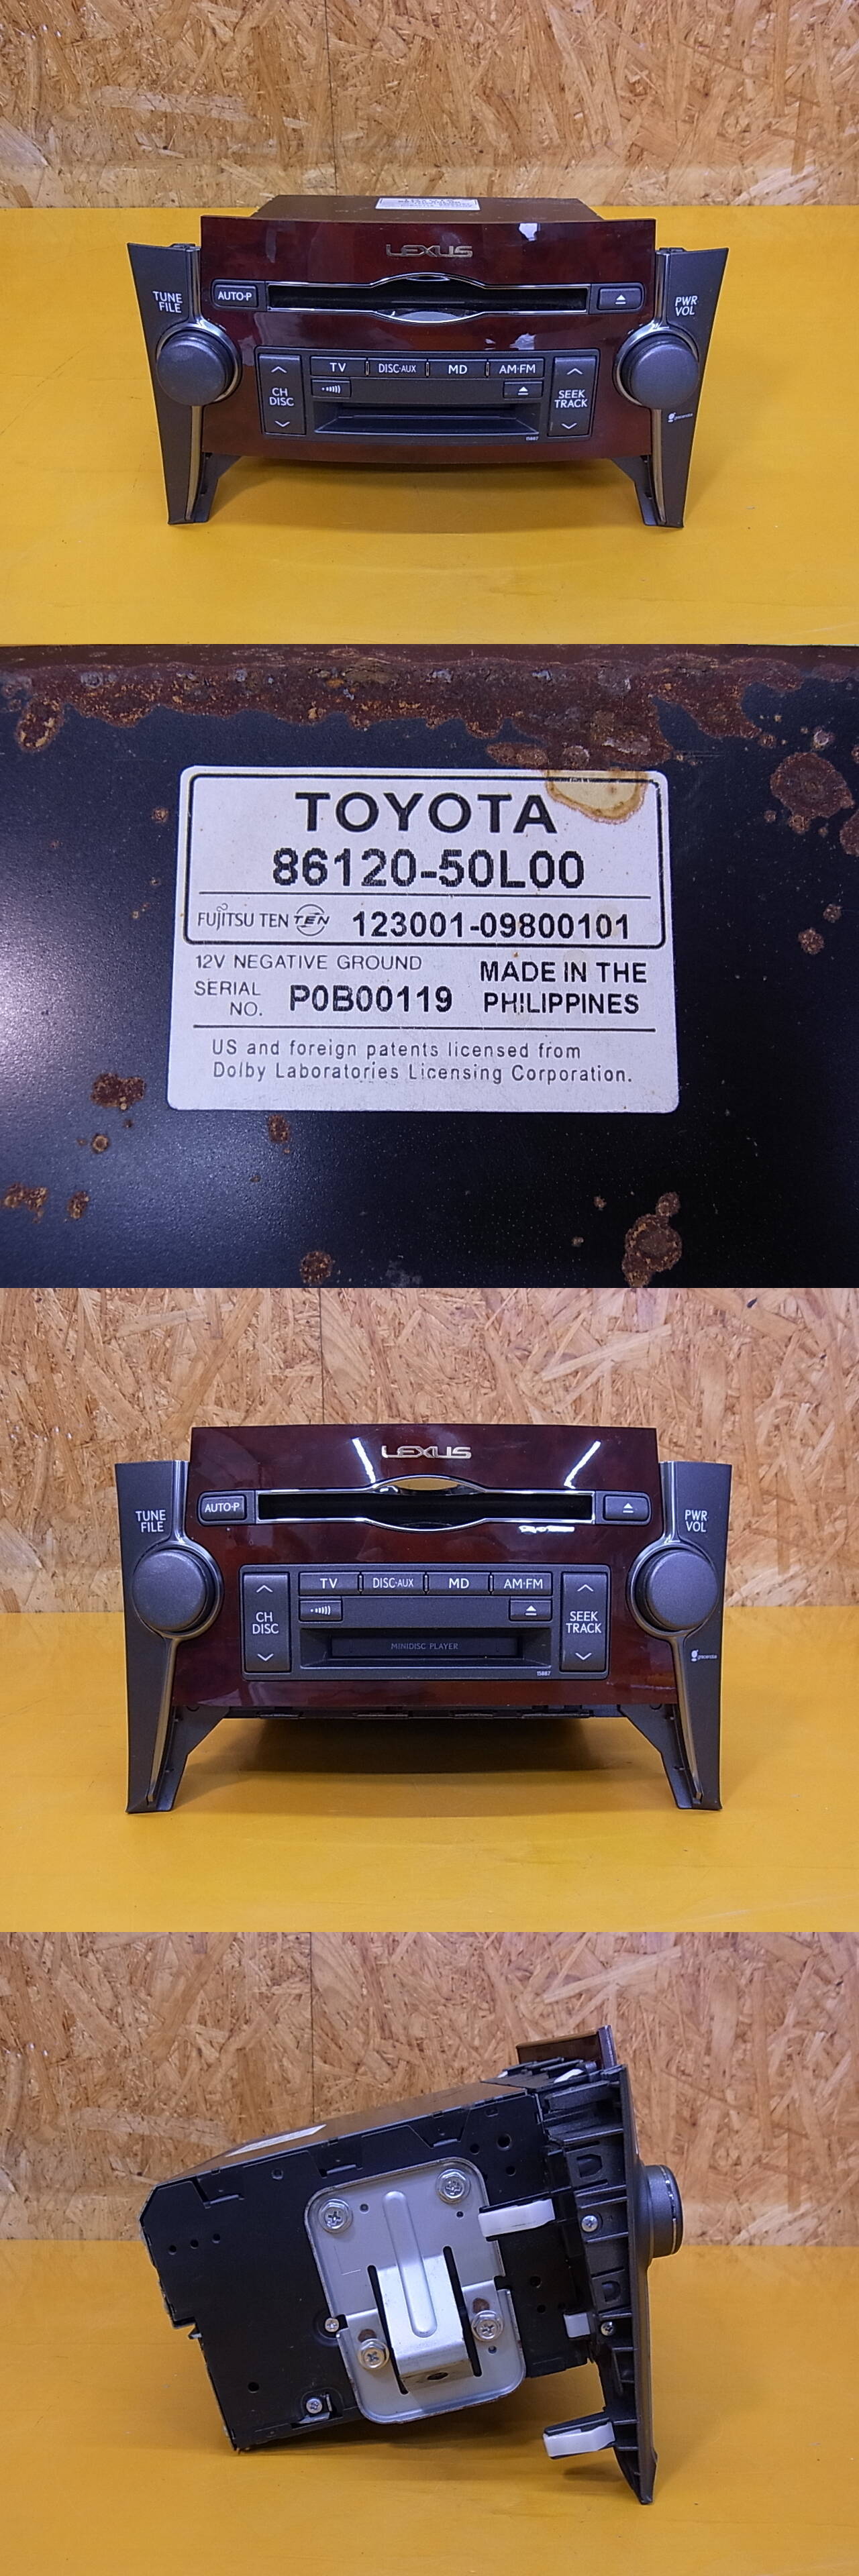 LEXUS
AUTO·P
TUNE
FILE
PWR
VOL
TV
DISC·AUX
MD
AM·FM
CH
DISC
SEEK
TRACK
15887
TOYOTA
86120-50L00
FUJITSU TEN TEN 123001-09800101
12V NEGATIVE GROUND
SERIAL
NO. P0B00119
MADE IN THE
PHILIPPINES
US and foreign patents licensed from
Dolby Laboratories Licensing Corporation.
LEXUS
AUTO·P
TUNE
FILE
PWR
VOL
TV
DISC·AUX
MD
AM·FM
CH
DISC
SEEK
TRACK
MINIDISC PLAYER
15887